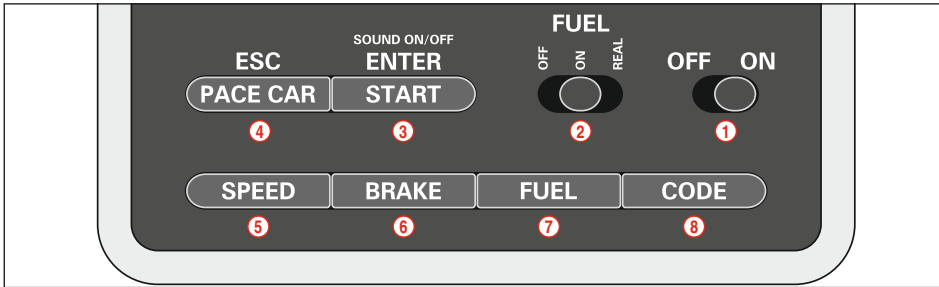 FUEL
SOUND ON/OFF
ESC ENTER OFF ON REAL OFF ON
PACE CAR START
4 3 2 1
SPEED BRAKE FUEL CODE
5 6 7 8